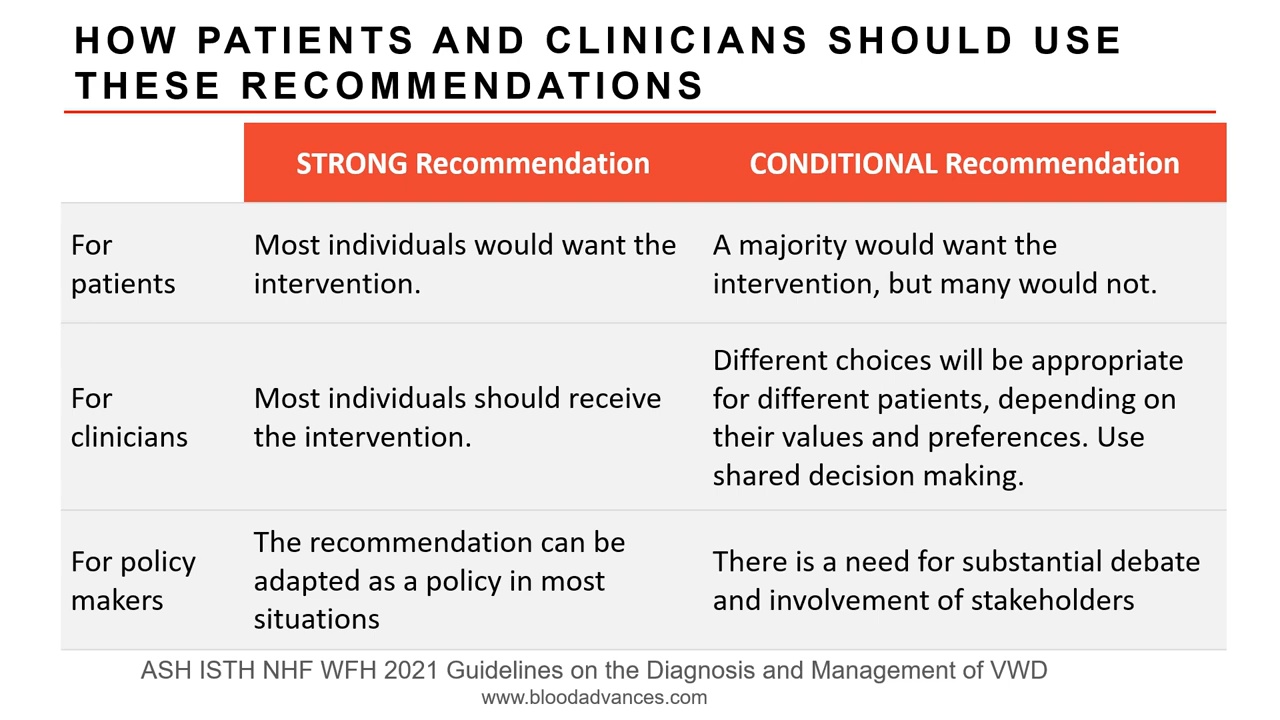 HOW PATIENTS AND CLINICIANS SHOULD USE
THESE RECOMMENDATIONS
STRONG Recommendation
CONDITIONAL Recommendation
For
patients
Most individuals would want the
intervention.
A majority would want the
intervention, but many would not.
For
clinicians
Most individuals should receive
the intervention.
Different choices will be appropriate
for different patients, depending on
their values and preferences. Use
shared decision making.
For policy
makers
The recommendation can be
adapted as a policy in most
situations
There is a need for substantial debate
and involvement of stakeholders
ASH ISTH NHF WFH 2021 Guidelines on the Diagnosis and Management of VWD
www.bloodadvances.com